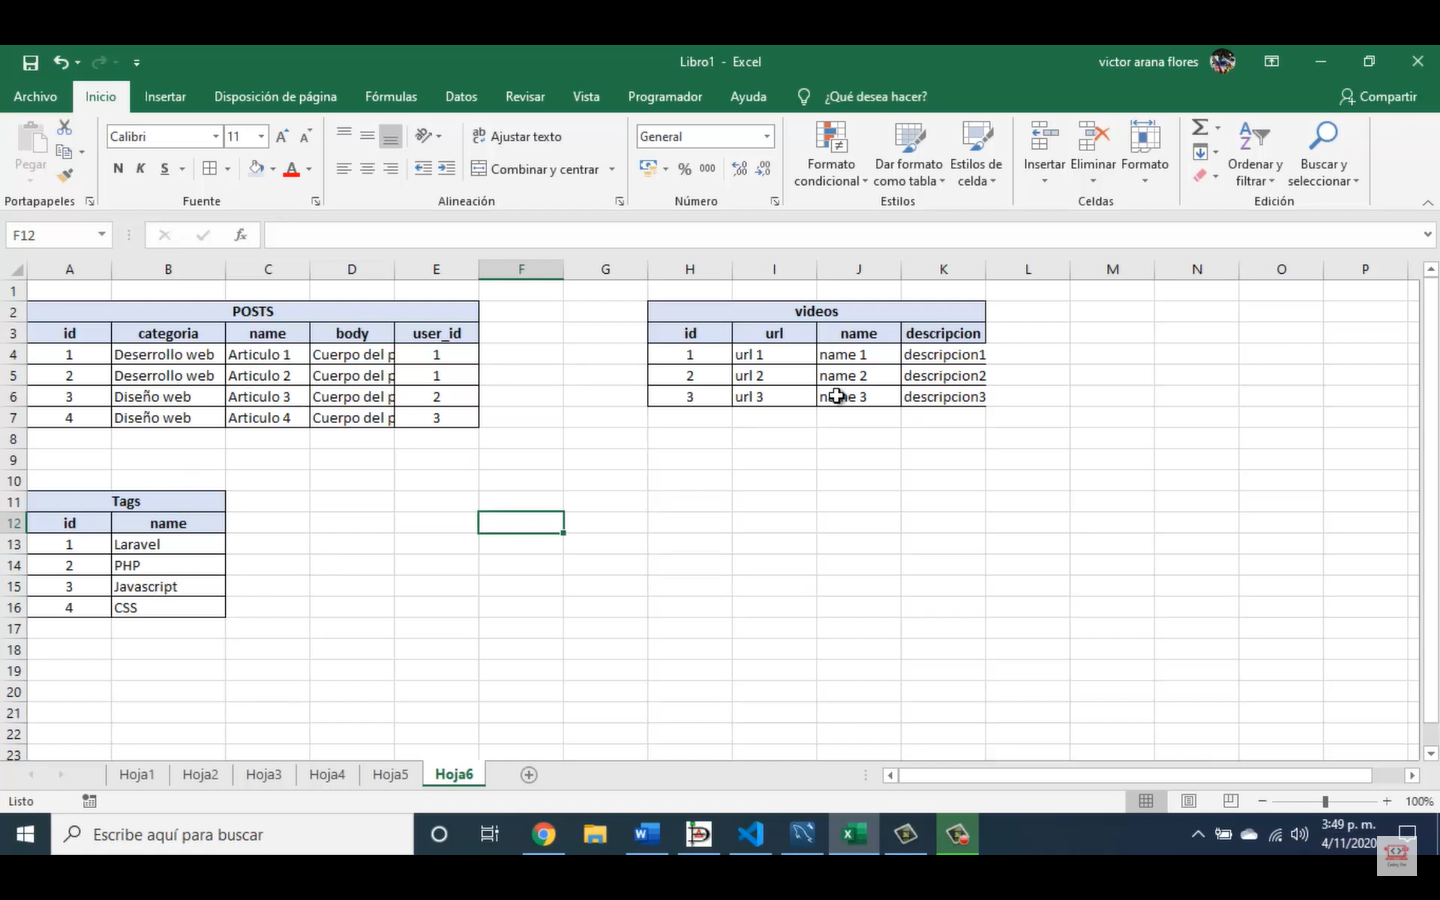 Libro1 - Excel
victor arana flores
Archivo Inicio Insertar Disposición de página Fórmulas Datos Revisar Vista Programador Ayuda ¿Qué desea hacer? Compartir
Pegar
Calibri 11
N K S
Ajustar texto
Combinar y centrar
General
% 000
Formato condicional
Dar formato como tabla
Estilos de celda
Insertar Eliminar Formato
Ordenar y filtrar
Buscar y seleccionar
Portapapeles Fuente Alineación Número Estilos Celdas Edición
F12 fx
A B C D E F G H I J K L M N O P
1
2 POSTS videos
3 id categoria name body user_id id url name descripcion
4 1 Deserrollo web Articulo 1 Cuerpo del p 1 1 url 1 name 1 descripcion1
5 2 Deserrollo web Articulo 2 Cuerpo del p 1 2 url 2 name 2 descripcion2
6 3 Diseño web Articulo 3 Cuerpo del p 2 3 url 3 name 3 descripcion3
7 4 Diseño web Articulo 4 Cuerpo del p 3
8
9
10
11 Tags
12 id name
13 1 Laravel
14 2 PHP
15 3 Javascript
16 4 CSS
17
18
19
20
21
22
23
Hoja1 Hoja2 Hoja3 Hoja4 Hoja5 Hoja6
Listo 100%
Escribe aquí para buscar
3:49 p. m.
4/11/2020